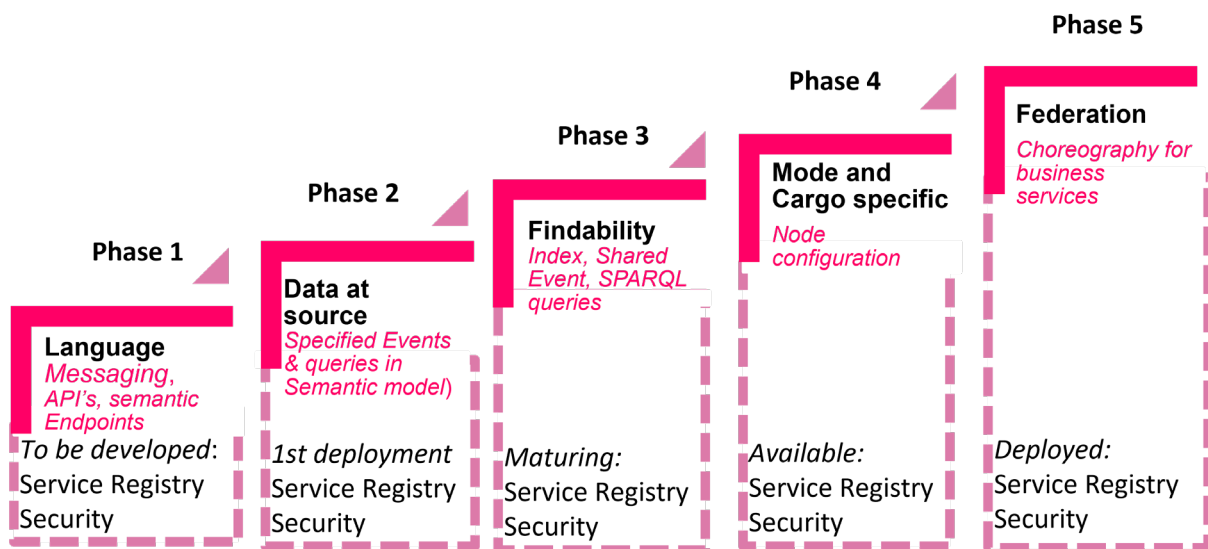 Phase 1
Language
Messaging,
API's, semantic
Endpoints
To be developed:
Service Registry
Security
Phase 2
Data at
source
Specified Events
& queries in
Semantic model)
1st deployment
Service Registry
Security
Phase 3
Findability
Index, Shared
Event, SPARQL
queries
Maturing:
Service Registry
Security
Phase 4
Mode and
Cargo specific
Node
configuration
Available:
Service Registry
Security
Phase 5
Federation
Choreography for
business
services
Deployed:
Service Registry
Security